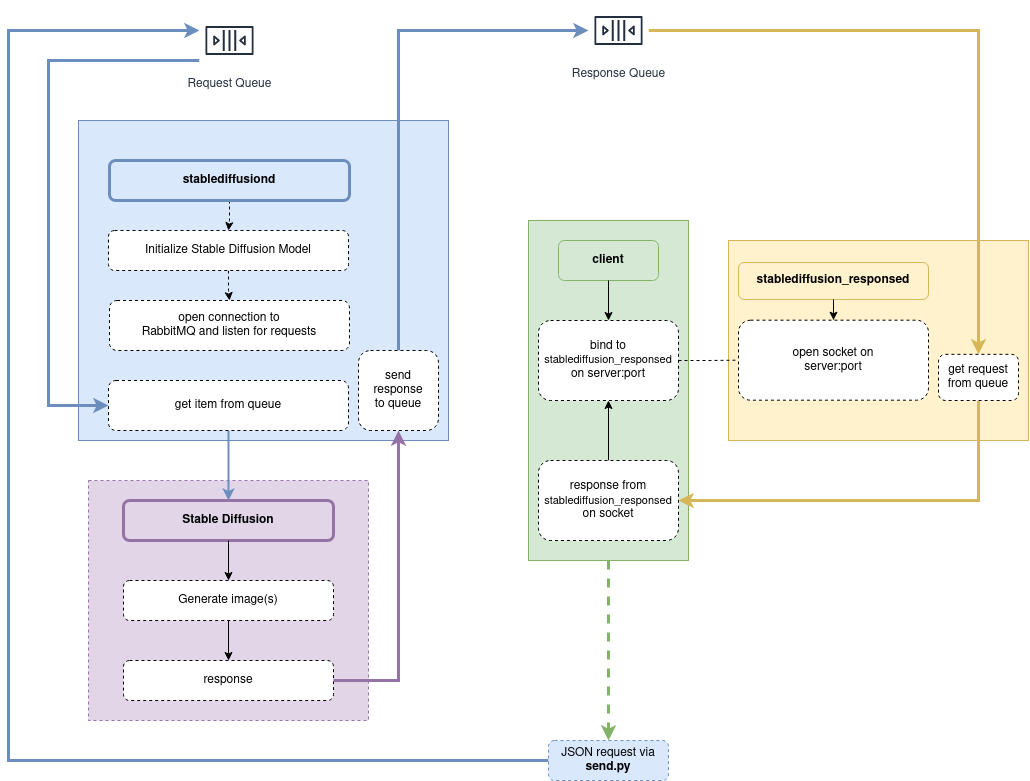 Request Queue
Response Queue
stablediffusiond
Initialize Stable Diffusion Model
open connection to
RabbitMQ and listen for requests
get item from queue
send
response
to queue
Stable Diffusion
Generate image(s)
response
client
bind to
stablediffusion_responsed
on server:port
response from
stablediffusion_responsed
on socket
stablediffusion_responsed
open socket on
server:port
get request
from queue
JSON request via
send.py